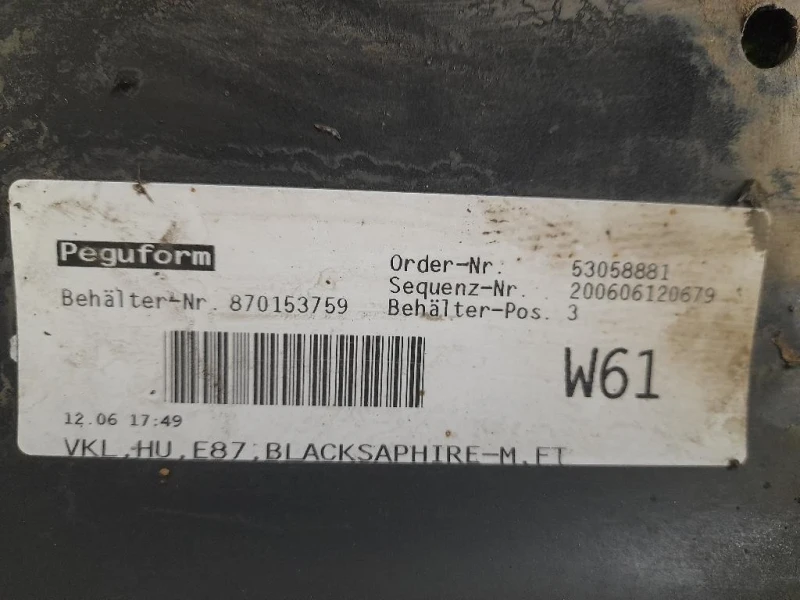 Peguform
Order-Nr. 53058881
Sequenz-Nr. 200606120679
Behälter-Nr. 870153759 Behälter-Pos. 3
W61
12.06 17:49
VKL,HU,E87,BLACKSAPHIRE-M,